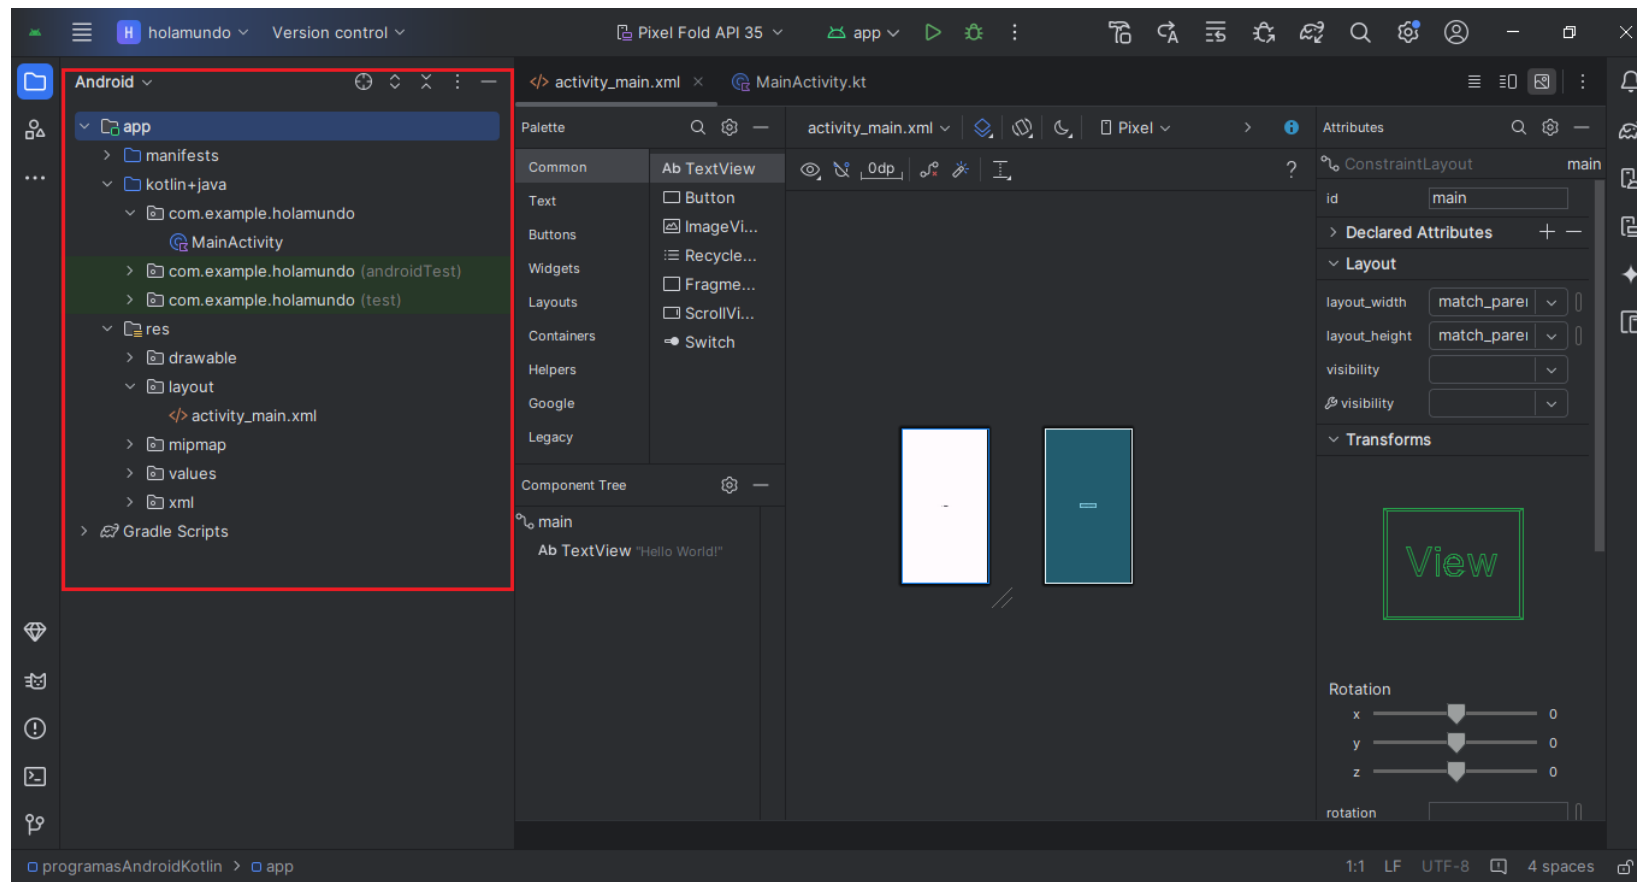 H holamundo Version control Pixel Fold API 35 app
Android
app
manifests
kotlin+java
com.example.holamundo
MainActivity
com.example.holamundo (androidTest)
com.example.holamundo (test)
res
drawable
layout
</> activity_main.xml
mipmap
values
xml
Gradle Scripts
</> activity_main.xml MainActivity.kt
Palette
Common
Text
Buttons
Widgets
Layouts
Containers
Helpers
Google
Legacy
Ab TextView
Button
ImageVi...
Recycle...
Fragme...
ScrollVi...
Switch
Component Tree
main
Ab TextView "Hello World!"
activity_main.xml Pixel
0dp ?
Attributes
ConstraintLayout main
id main
Declared Attributes
Layout
layout_width match_parei
layout_height match_parei
visibility
visibility
Transforms
View
Rotation
x 0
y 0
z 0
rotation
programasAndroidKotlin > app 1:1 LF UTF-8 4 spaces